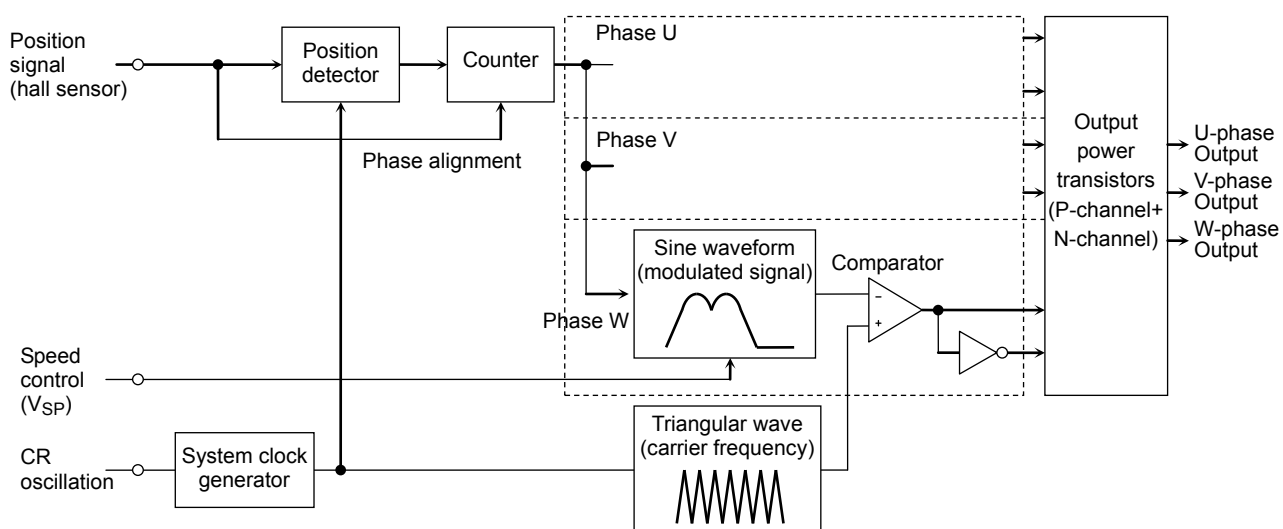 Position
signal
(hall sensor)
Position
detector
Counter
Phase alignment
Phase U
Phase V
Phase W
Sine waveform
(modulated signal)
Comparator
−
+
Output
power
transistors
(P-channel+
N-channel)
U-phase
Output
V-phase
Output
W-phase
Output
Speed
control
(VSP)
CR
oscillation
System clock
generator
Triangular wave
(carrier frequency)